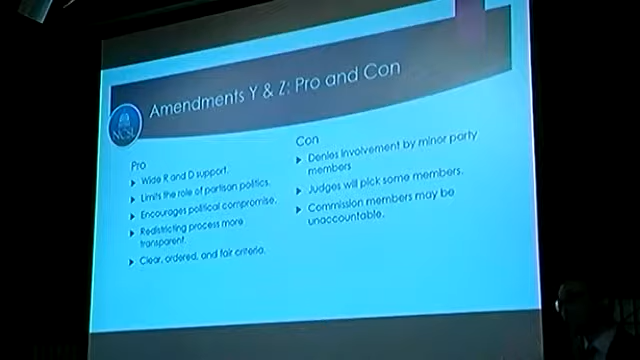 Amendments Y & Z: Pro and Con
NCSL
Pro
Wide R and D support.
Limits the role of partisan politics.
Encourages political compromise.
Redistricting process more
transparent.
Clear, ordered, and fair criteria.
Con
Denies involvement by minor party
members
Judges will pick some members.
Commission members may be
unaccountable.